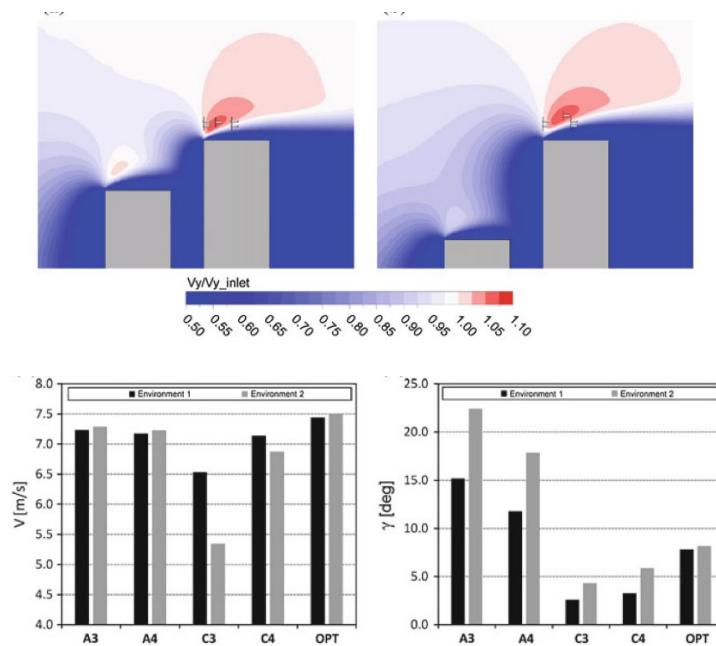 Vy/Vy_inlet
0.50 0.55 0.60 0.65 0.70 0.75 0.80 0.85 0.90 0.95 1.00 1.05 1.10
Environment 1 Environment 2
8.0
7.5
7.0
6.5
6.0
5.5
5.0
4.5
4.0
V [m/s]
A3 A4 C3 C4 OPT
Environment 1 Environment 2
25.0
20.0
15.0
10.0
5.0
0.0
γ [deg]
A3 A4 C3 C4 OPT